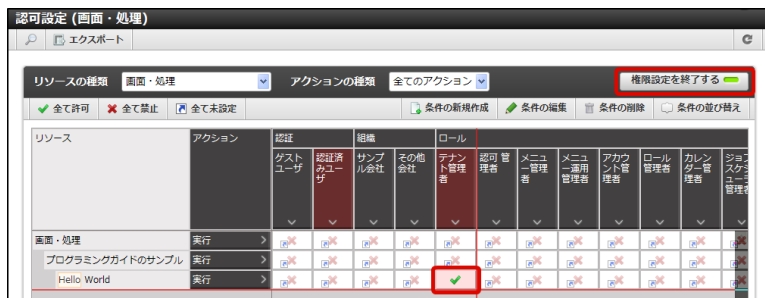 認可設定 (画面・処理)
エクスポート
リソースの種類 画面・処理 アクションの種類 全てのアクション 権限設定を終了する
全て許可 全て禁止 全て未設定 条件の新規作成 条件の編集 条件の削除 条件の並び替え
リソース アクション 認証 組織 ロール
ゲストユーザ 認証済みユーザ サンプル会社 その他会社 テナント管理者 認可 管理者 メニュー管理者 メニュー運用管理者 アカウント管理者 ロール管理者 カレンダー管理者
画面・処理 実行
プログラミングガイドのサンプル 実行
Hello World 実行